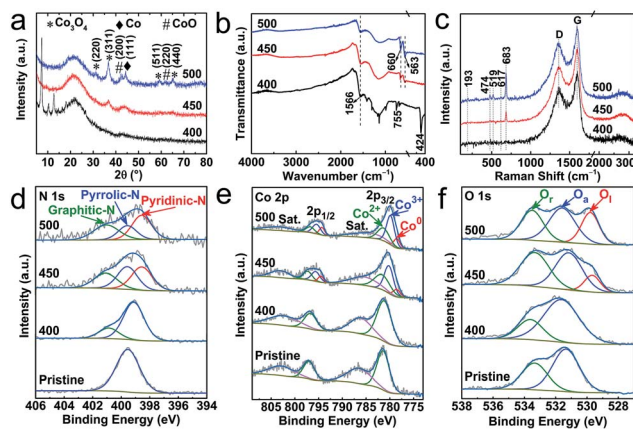 a
* Co₃O₄
♦ Co
# CoO
*(220)
*(311)
#(200)
♦(111)
*(511)
#(220)
*(440)
500
450
400
Intensity (a.u.)
0 10 20 30 40 50 60 70 80
2θ (°)
b
500
450
400
1566
660
563
755
424
Transmittance (a.u.)
4000 3000 2000 1000 400
Wavenumber (cm⁻¹)
c
D
G
193
474
519
617
683
500
450
400
Intensity (a.u.)
0 500 1000 1500 2000 3000
Raman Shift (cm⁻¹)
d
N 1s
Pyrrolic-N
Graphitic-N
Pyridinic-N
500
450
400
Pristine
Intensity (a.u.)
406 404 402 400 398 396 394
Binding Energy (eV)
e
Co 2p
500
Sat.
2p1/2
Sat.
2p3/2
Co²⁺
Co³⁺
Co⁰
450
400
Pristine
Intensity (a.u.)
805 800 795 790 785 780 775
Binding Energy (eV)
f
O 1s
Oᵣ
Oₐ
Oₗ
500
450
400
Pristine
Intensity (a.u.)
538 536 534 532 530 528
Binding Energy (eV)